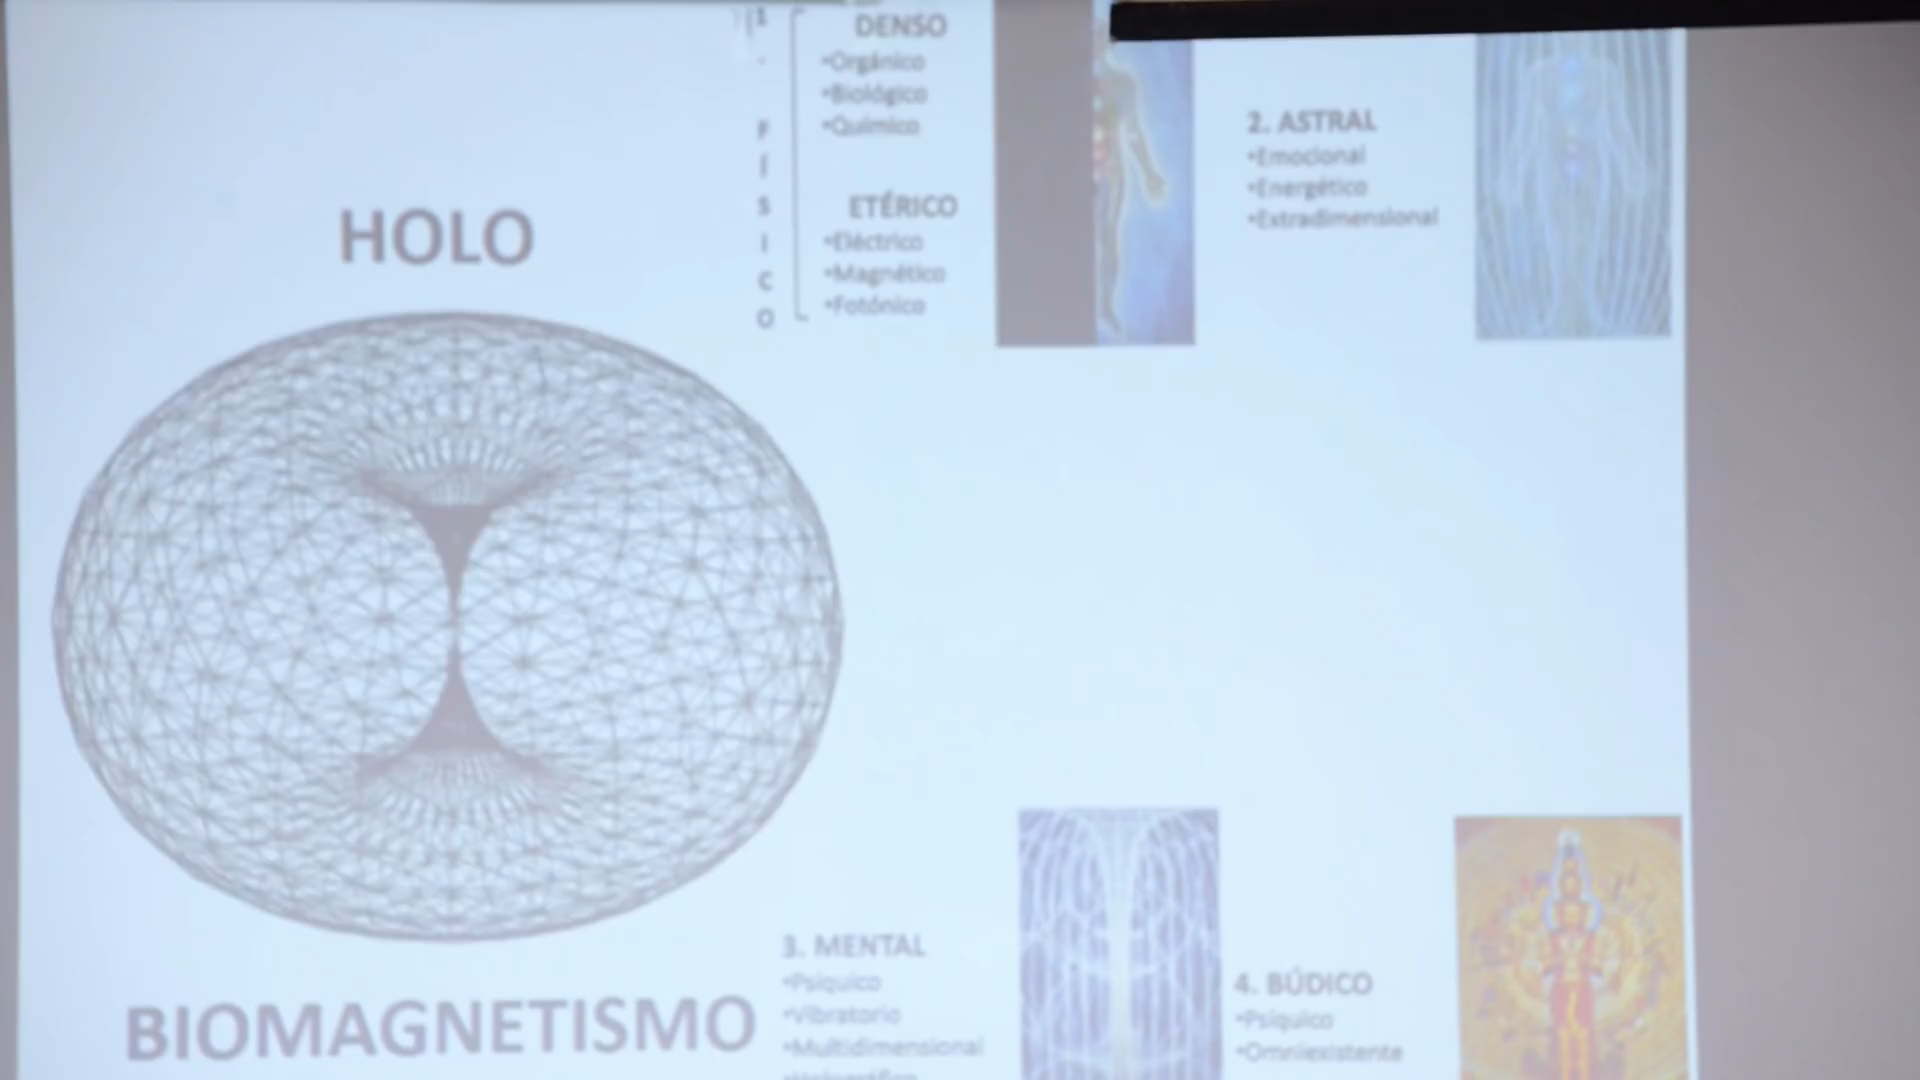 HOLO
BIOMAGNETISMO
1
.
F
Í
S
I
C
O
DENSO
•Orgánico
•Biológico
•Químico
ETÉRICO
•Eléctrico
•Magnético
•Fotónico
2. ASTRAL
•Emocional
•Energético
•Extradimensional
3. MENTAL
•Psíquico
•Vibratorio
•Multidimensional
4. BÚDICO
•Psíquico
•Omniexistente